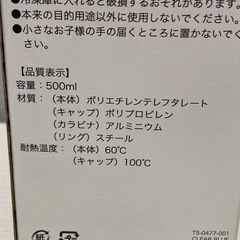 ●冷凍庫に入れると破損するおそれがあります。
●本来の目的用途以外に使用しないでください。
●小さなお子様の手の届くところに置かないでく
【品質表示】
容量：500ml
材質：（本体）ポリエチレンテレフタレート
（キャップ）ポリプロピレン
（カラビナ）アルミニウム
（リング）スチール
耐熱温度：（本体）60℃
（キャップ）100℃
紙
プラ
TS-0477-001
CLEAR BLUE